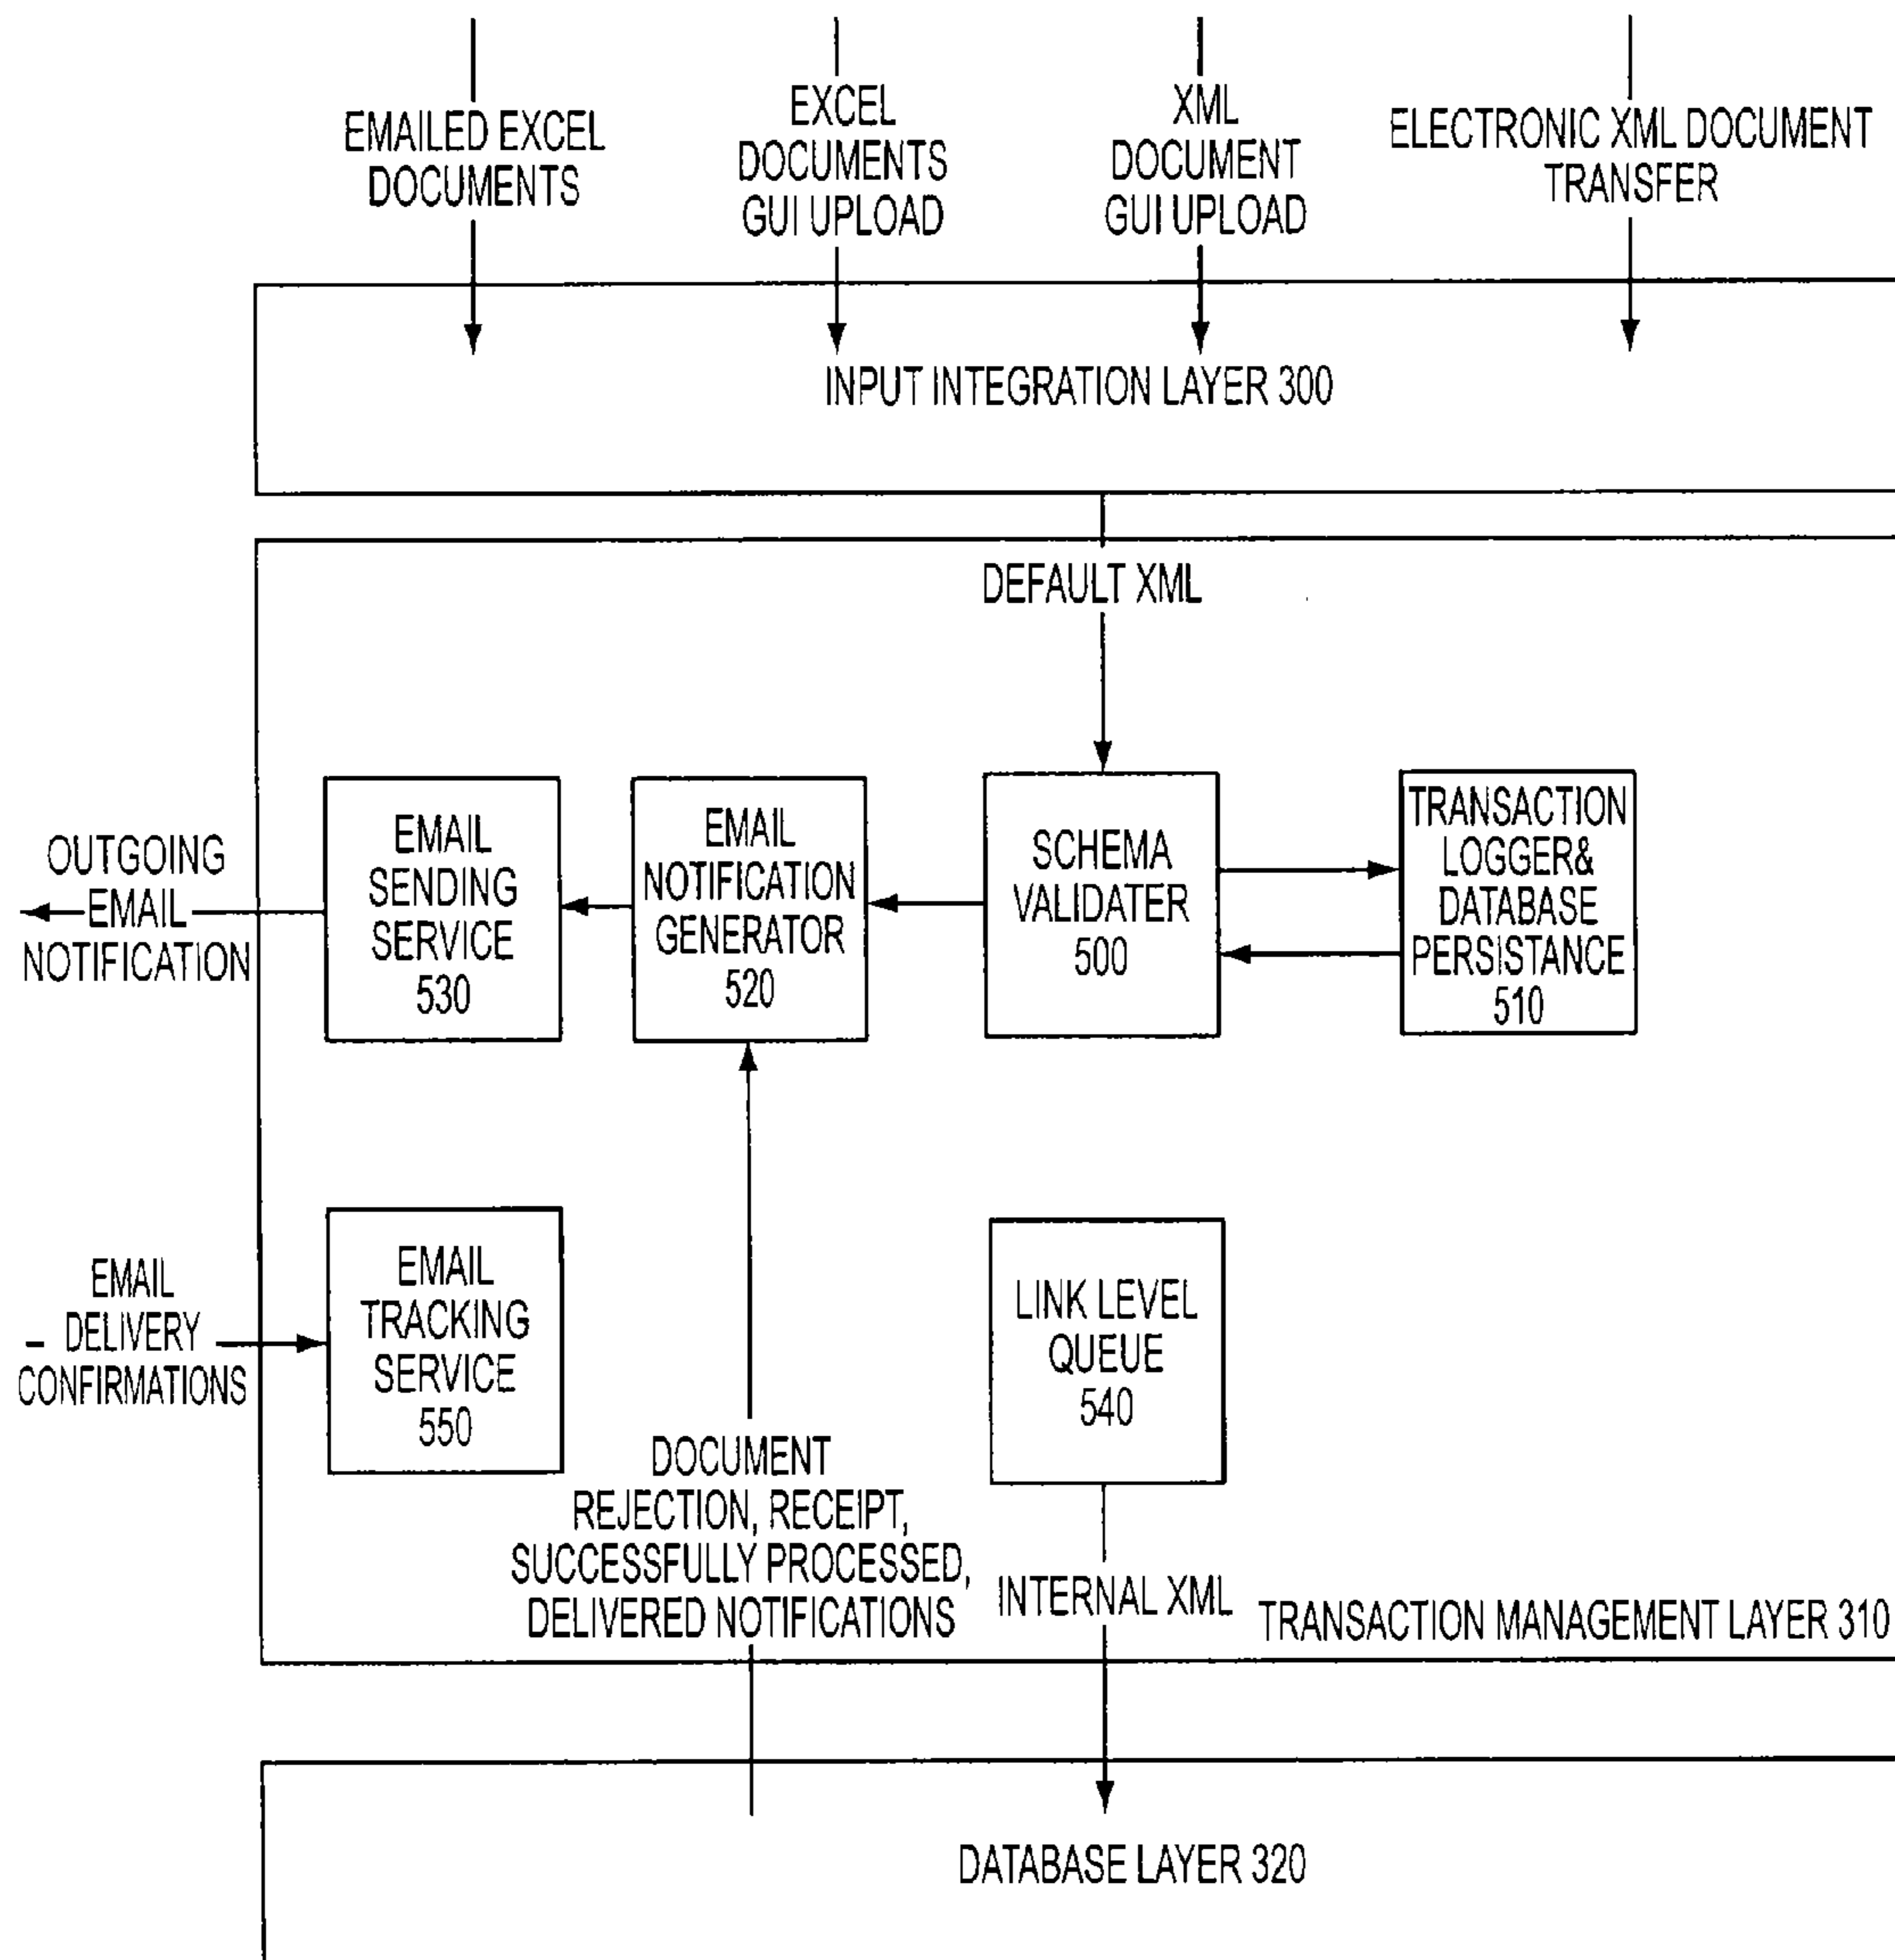 EMAILED EXCEL
DOCUMENTS
EXCEL
DOCUMENTS
GUI UPLOAD
XML
DOCUMENT
GUI UPLOAD
ELECTRONIC XML DOCUMENT
TRANSFER
INPUT INTEGRATION LAYER 300
DEFAULT XML
OUTGOING
EMAIL
NOTIFICATION
EMAIL
SENDING
SERVICE
530
EMAIL
NOTIFICATION
GENERATOR
520
SCHEMA
VALIDATER
500
TRANSACTION
LOGGER&
DATABASE
PERSISTANCE
510
EMAIL
DELIVERY
CONFIRMATIONS
EMAIL
TRACKING
SERVICE
550
LINK LEVEL
QUEUE
540
DOCUMENT
REJECTION, RECEIPT,
SUCCESSFULLY PROCESSED,
DELIVERED NOTIFICATIONS
INTERNAL XML
TRANSACTION MANAGEMENT LAYER 310
DATABASE LAYER 320